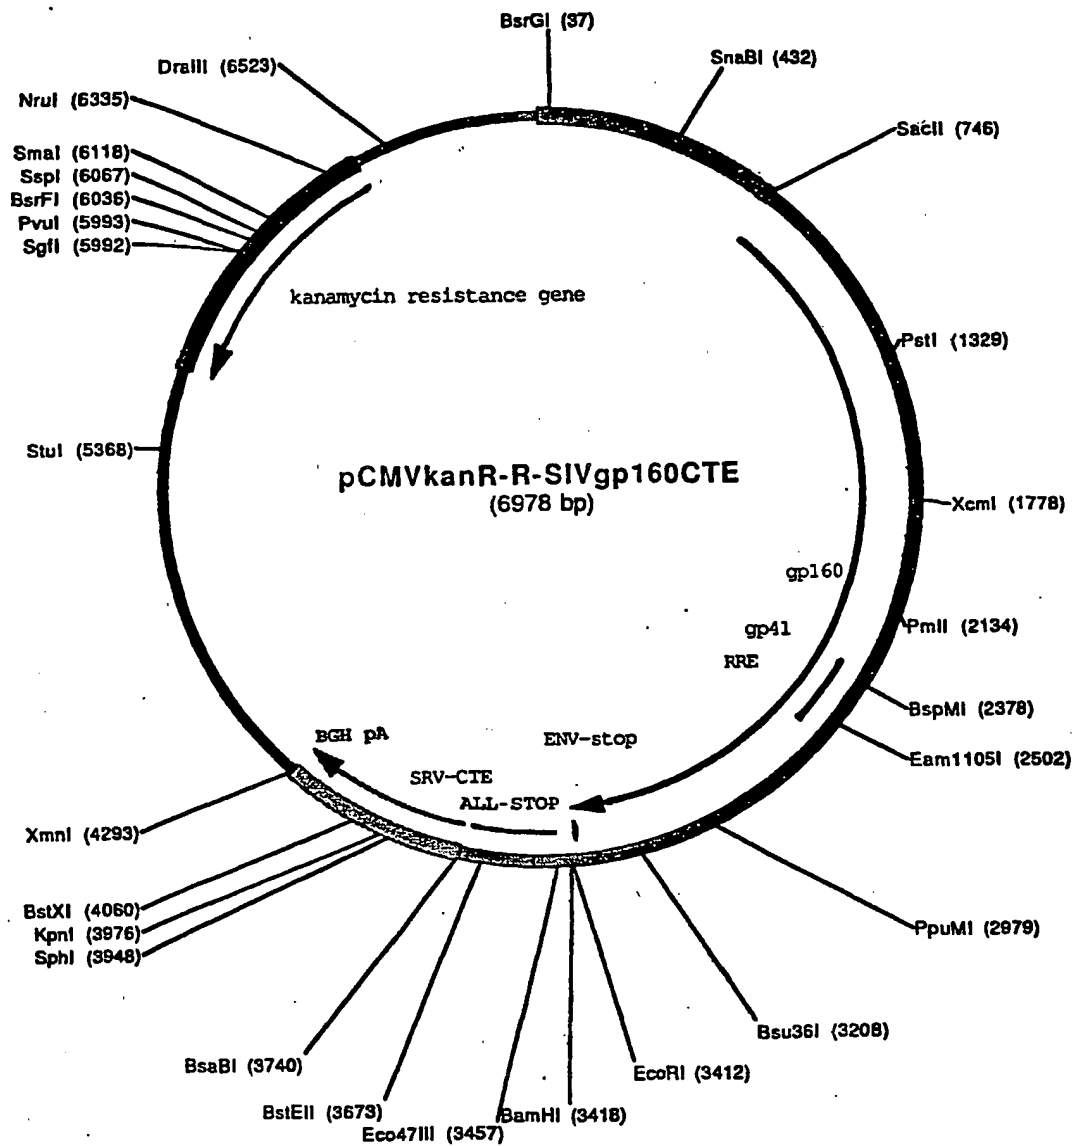 BsrGI (37)
DraIII (6523)
SnaBI (432)
NruI (6335)
SacII (746)
SmaI (6118)
SspI (6067)
BsrFI (6036)
PvuI (5993)
SgfI (5992)
kanamycin resistance gene
PstI (1329)
StuI (5368)
pCMVkanR-R-SIVgp160CTE
(6978 bp)
XcmI (1778)
gp160
gp41
PmlI (2134)
RRE
BspMI (2378)
BGH pA
ENV-stop
Eam1105I (2502)
SRV-CTE
ALL-STOP
XmnI (4293)
BstXI (4060)
KpnI (3976)
SphI (3948)
PpuMI (2979)
Bsu36I (3208)
BsaBI (3740)
EcoRI (3412)
BstEII (3673)
BamHI (3418)
Eco47III (3457)